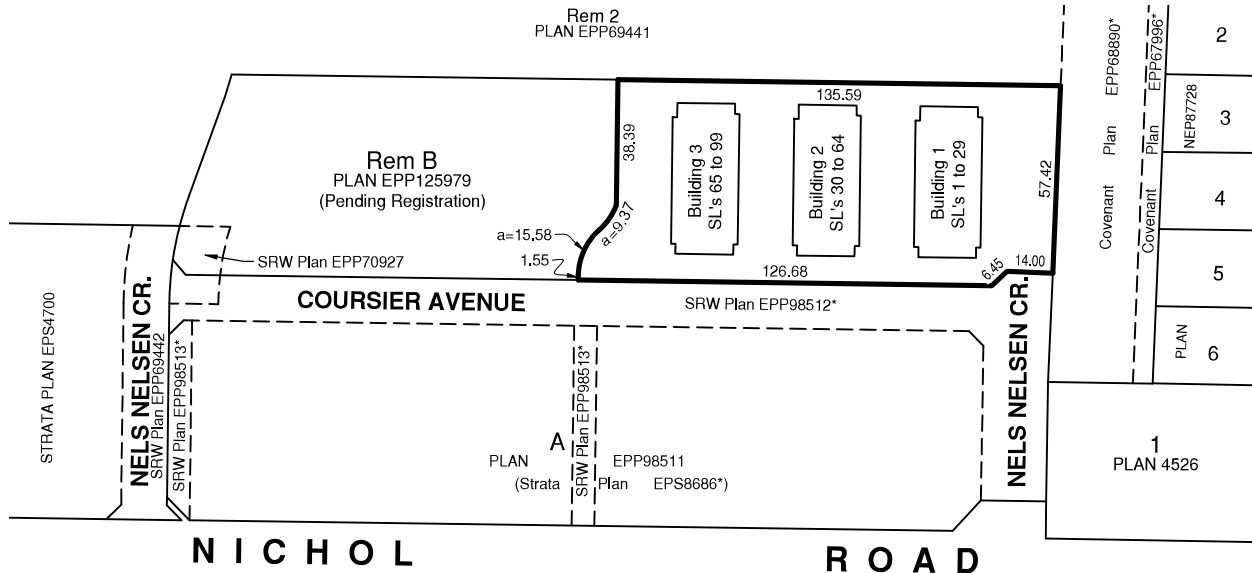 Rem 2
PLAN EPP69441
EPP68890*
Plan
Covenant
EPP67996*
Plan
Covenant
2
NEP87728
3
4
5
PLAN
6
135.59
38.39
57.42
Building 3
SL's 65 to 99
Building 2
SL's 30 to 64
Building 1
SL's 1 to 29
Rem B
PLAN EPP125979
(Pending Registration)
a=9.37
a=15.58
1.55
126.68
6.45
14.00
SRW Plan EPP70927
COURSIER AVENUE
SRW Plan EPP98512*
STRATA PLAN EPS4700
NELS NELSEN CR.
SRW Plan EPP69442
SRW Plan EPP98513*
SRW Plan EPP98513*
NELS NELSEN CR.
A
PLAN EPP98511
(Strata Plan EPS8686*)
1
PLAN 4526
NICHOL ROAD